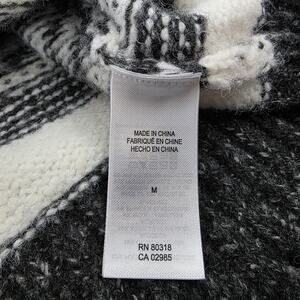 MADE IN CHINA
FABRIQUÉ EN CHINE
HECHO EN CHINA
M
RN 80318
CA 02985